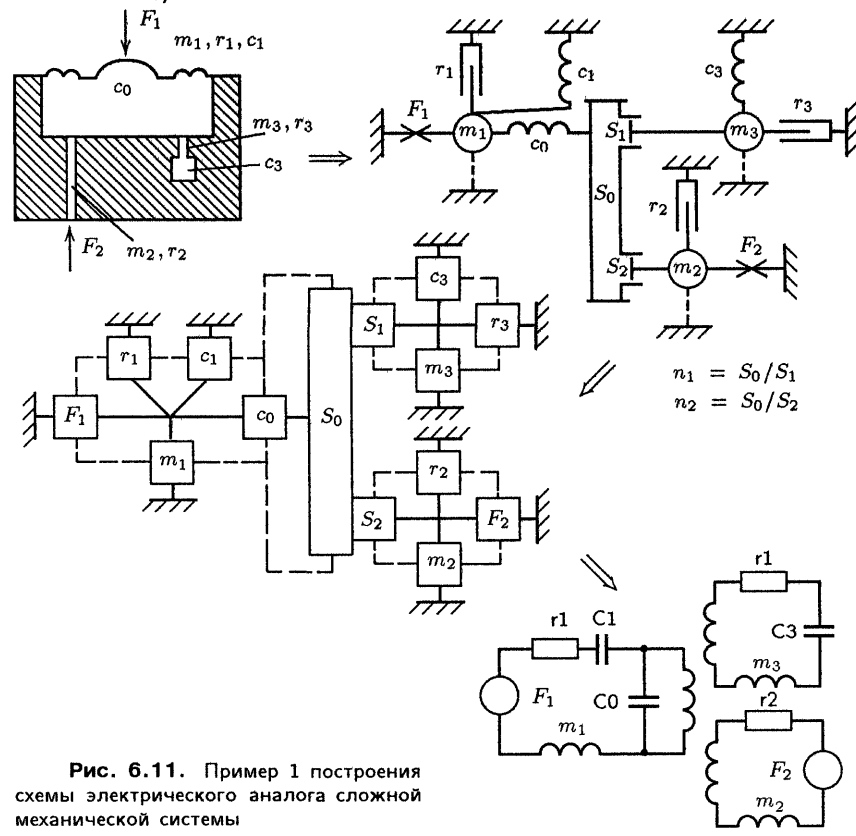 F₁
m₁, r₁, c₁
c₀
m₃, r₃
c₃
F₂
m₂, r₂
r₁
c₁
F₁
m₁
c₀
S₀
S₁
S₂
c₃
m₃
r₃
r₂
m₂
F₂
n₁ = S₀/S₁
n₂ = S₀/S₂
r₁
c₁
F₁
m₁
c₀
S₀
S₁
c₃
r₃
m₃
S₂
r₂
F₂
m₂
r1
C1
F₁
C0
m₁
r1
C3
m₃
r2
F₂
m₂
Рис. 6.11. Пример 1 построения
схемы электрического аналога сложной
механической системы